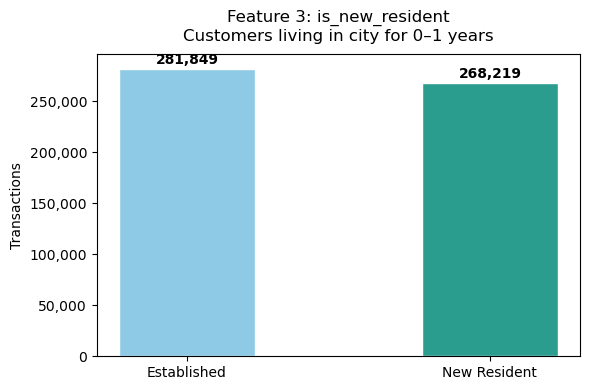 Feature 3: is_new_resident
Customers living in city for 0–1 years
281,849
268,219
250,000
200,000
150,000
100,000
50,000
0
Transactions
Established
New Resident